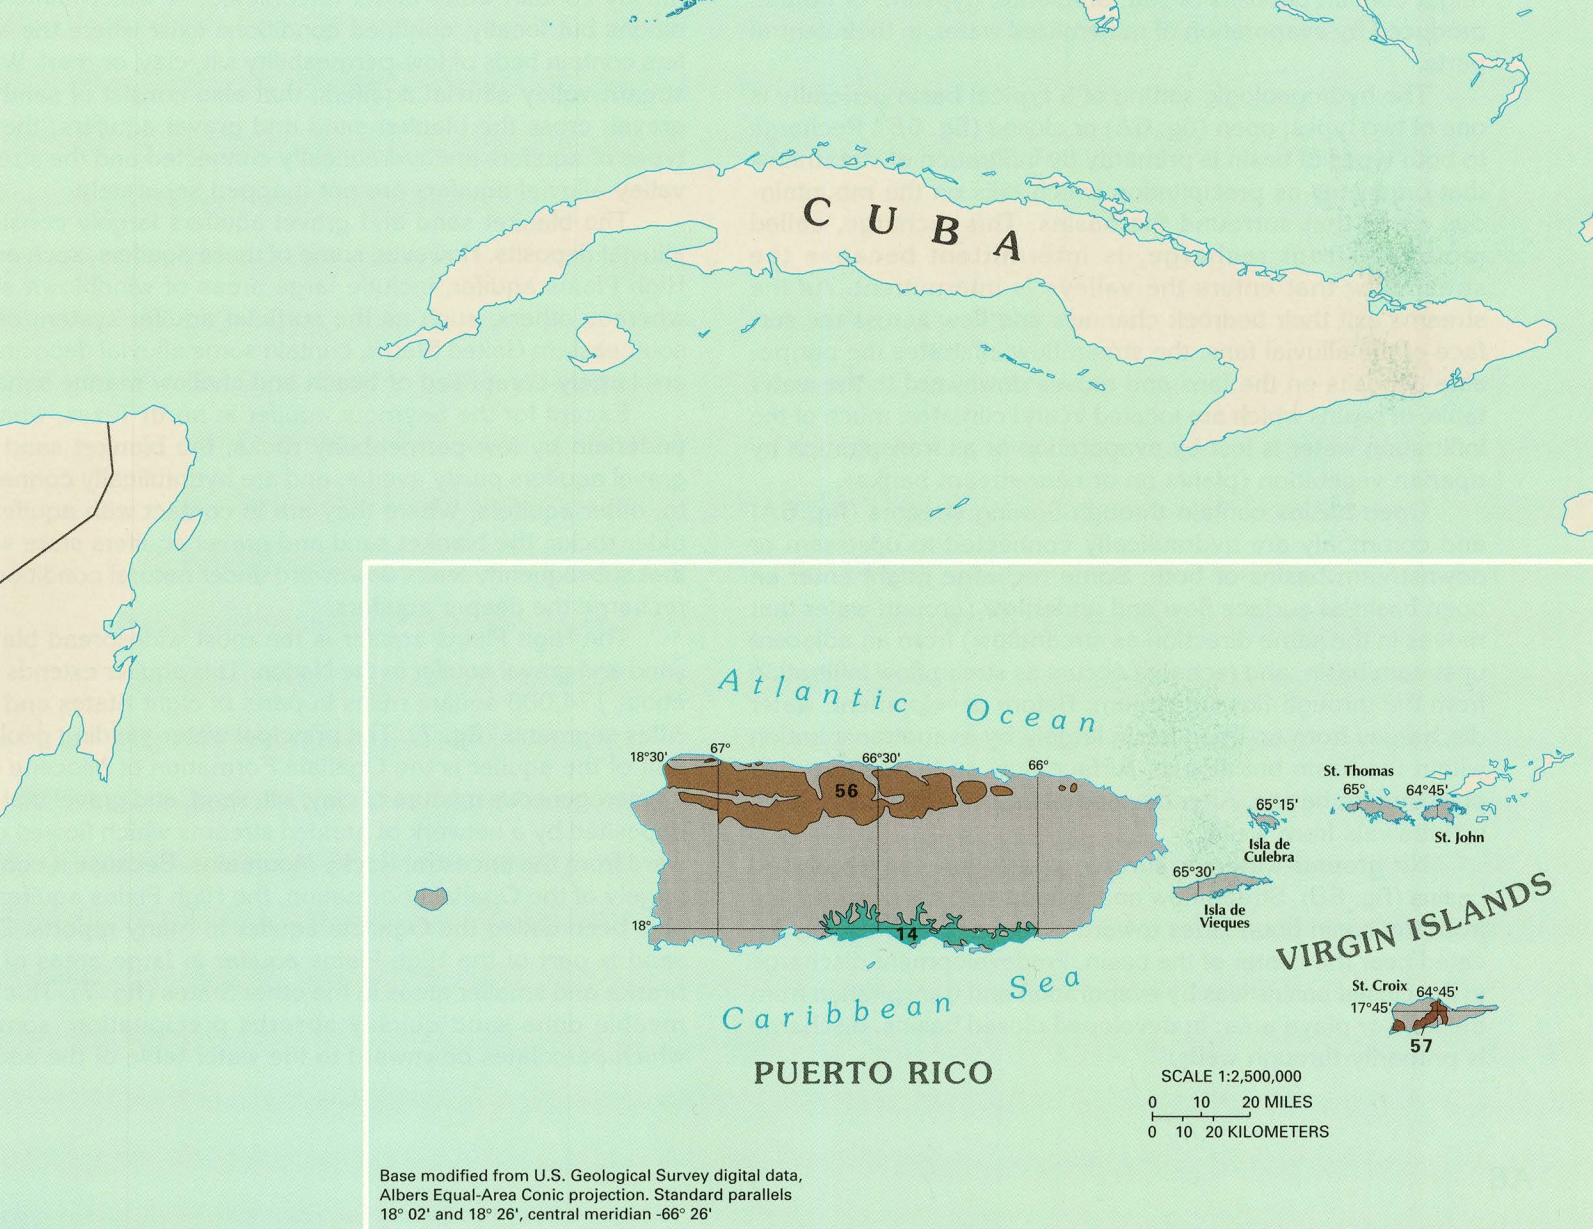 CUBA
Atlantic Ocean
18°30'
67°
66°30'
66°
56
St. Thomas
65°
64°45'
65°15'
St. John
Isla de
Culebra
65°30'
Isla de
Vieques
18°
14
VIRGIN ISLANDS
Caribbean Sea
St. Croix
64°45'
17°45'
57
PUERTO RICO
SCALE 1:2,500,000
0 10 20 MILES
0 10 20 KILOMETERS
Base modified from U.S. Geological Survey digital data,
Albers Equal-Area Conic projection. Standard parallels
18° 02' and 18° 26', central meridian -66° 26'